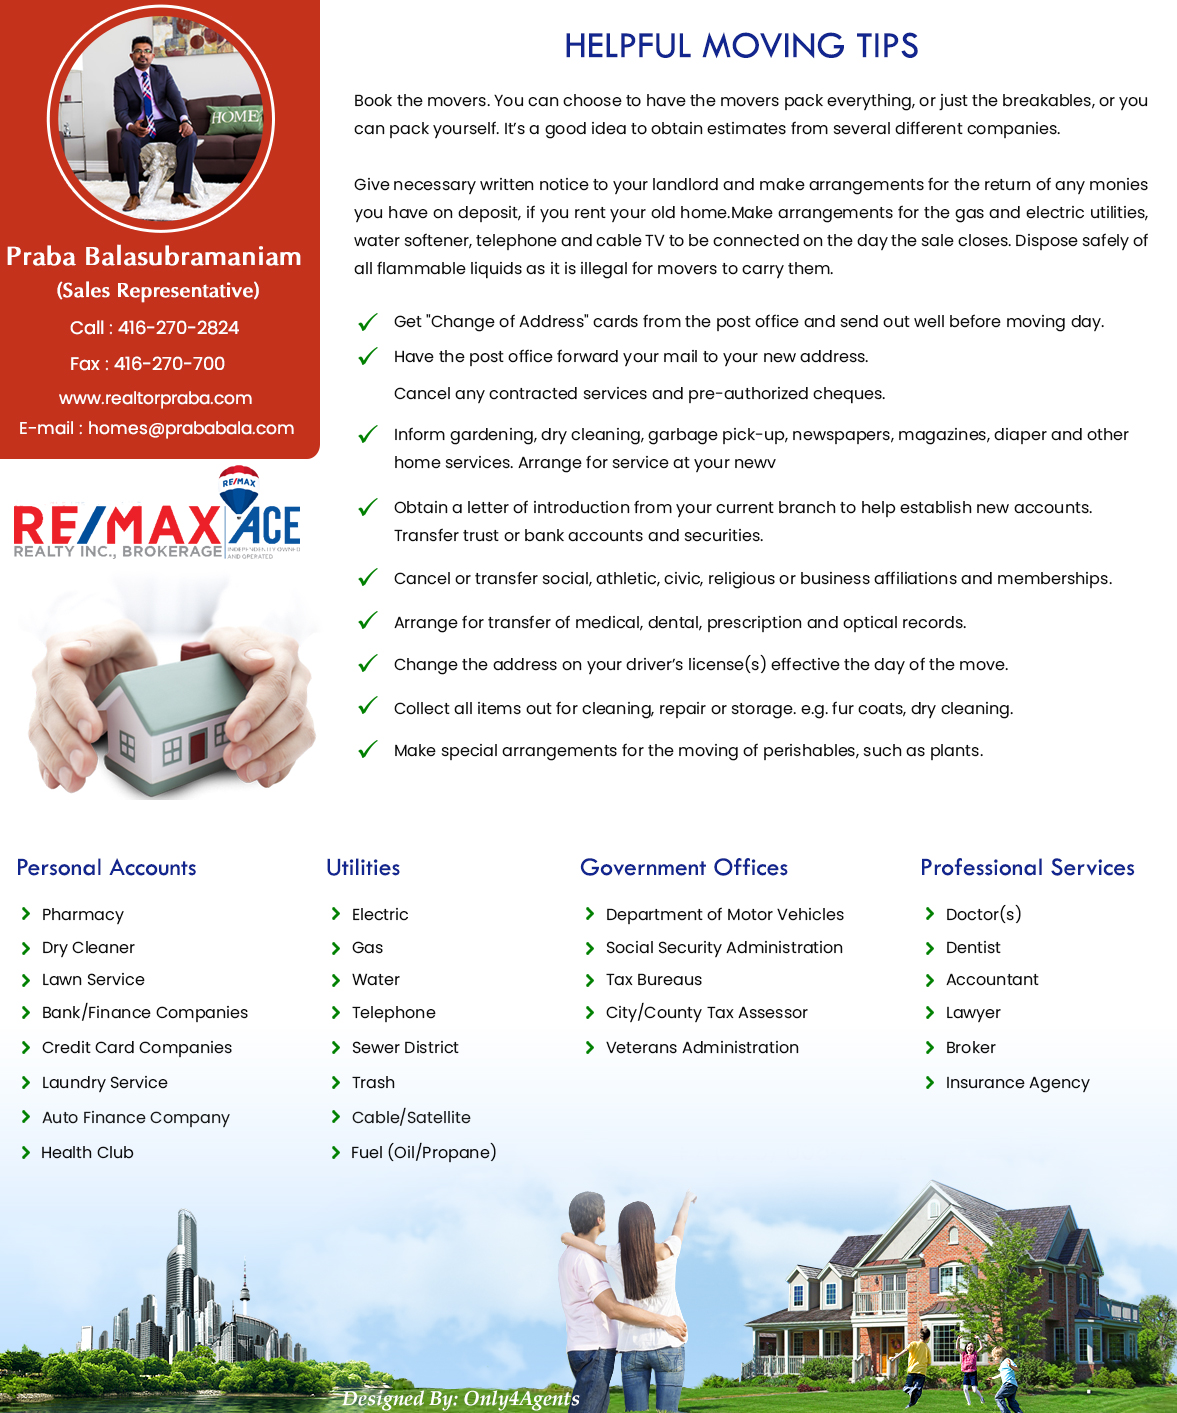 HOME
Praba Balasubramaniam
(Sales Representative)
Call : 416-270-2824
Fax : 416-270-700
www.realtorpraba.com
E-mail : homes@prababala.com
RE/MAX
RE/MAX ACE
REALTY INC., BROKERAGE
INDEPENDENTLY OWNED
AND OPERATED
HELPFUL MOVING TIPS
Book the movers. You can choose to have the movers pack everything, or just the breakables, or you
can pack yourself. It's a good idea to obtain estimates from several different companies.
Give necessary written notice to your landlord and make arrangements for the return of any monies
you have on deposit, if you rent your old home.Make arrangements for the gas and electric utilities,
water softener, telephone and cable TV to be connected on the day the sale closes. Dispose safely of
all flammable liquids as it is illegal for movers to carry them.
Get "Change of Address" cards from the post office and send out well before moving day.
Have the post office forward your mail to your new address.
Cancel any contracted services and pre-authorized cheques.
Inform gardening, dry cleaning, garbage pick-up, newspapers, magazines, diaper and other
home services. Arrange for service at your newv
Obtain a letter of introduction from your current branch to help establish new accounts.
Transfer trust or bank accounts and securities.
Cancel or transfer social, athletic, civic, religious or business affiliations and memberships.
Arrange for transfer of medical, dental, prescription and optical records.
Change the address on your driver's license(s) effective the day of the move.
Collect all items out for cleaning, repair or storage. e.g. fur coats, dry cleaning.
Make special arrangements for the moving of perishables, such as plants.
Personal Accounts
Pharmacy
Dry Cleaner
Lawn Service
Bank/Finance Companies
Credit Card Companies
Laundry Service
Auto Finance Company
Health Club
Utilities
Electric
Gas
Water
Telephone
Sewer District
Trash
Cable/Satellite
Fuel (Oil/Propane)
Government Offices
Department of Motor Vehicles
Social Security Administration
Tax Bureaus
City/County Tax Assessor
Veterans Administration
Professional Services
Doctor(s)
Dentist
Accountant
Lawyer
Broker
Insurance Agency
Designed By: Only4Agents